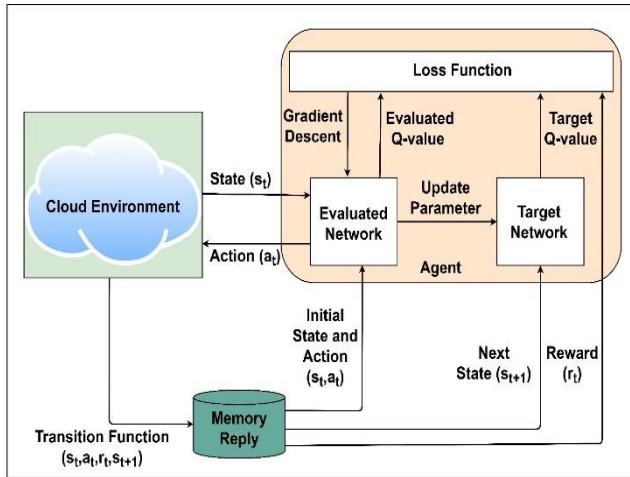 Loss Function
Gradient
Descent
Evaluated
Q-value
Target
Q-value
State (sₜ)
Cloud Environment
Evaluated
Network
Update
Parameter
Target
Network
Action (aₜ)
Agent
Initial
State and
Action
(sₜ,aₜ)
Next
State (sₜ₊₁)
Reward
(rₜ)
Memory
Reply
Transition Function
(sₜ,aₜ,rₜ,sₜ₊₁)